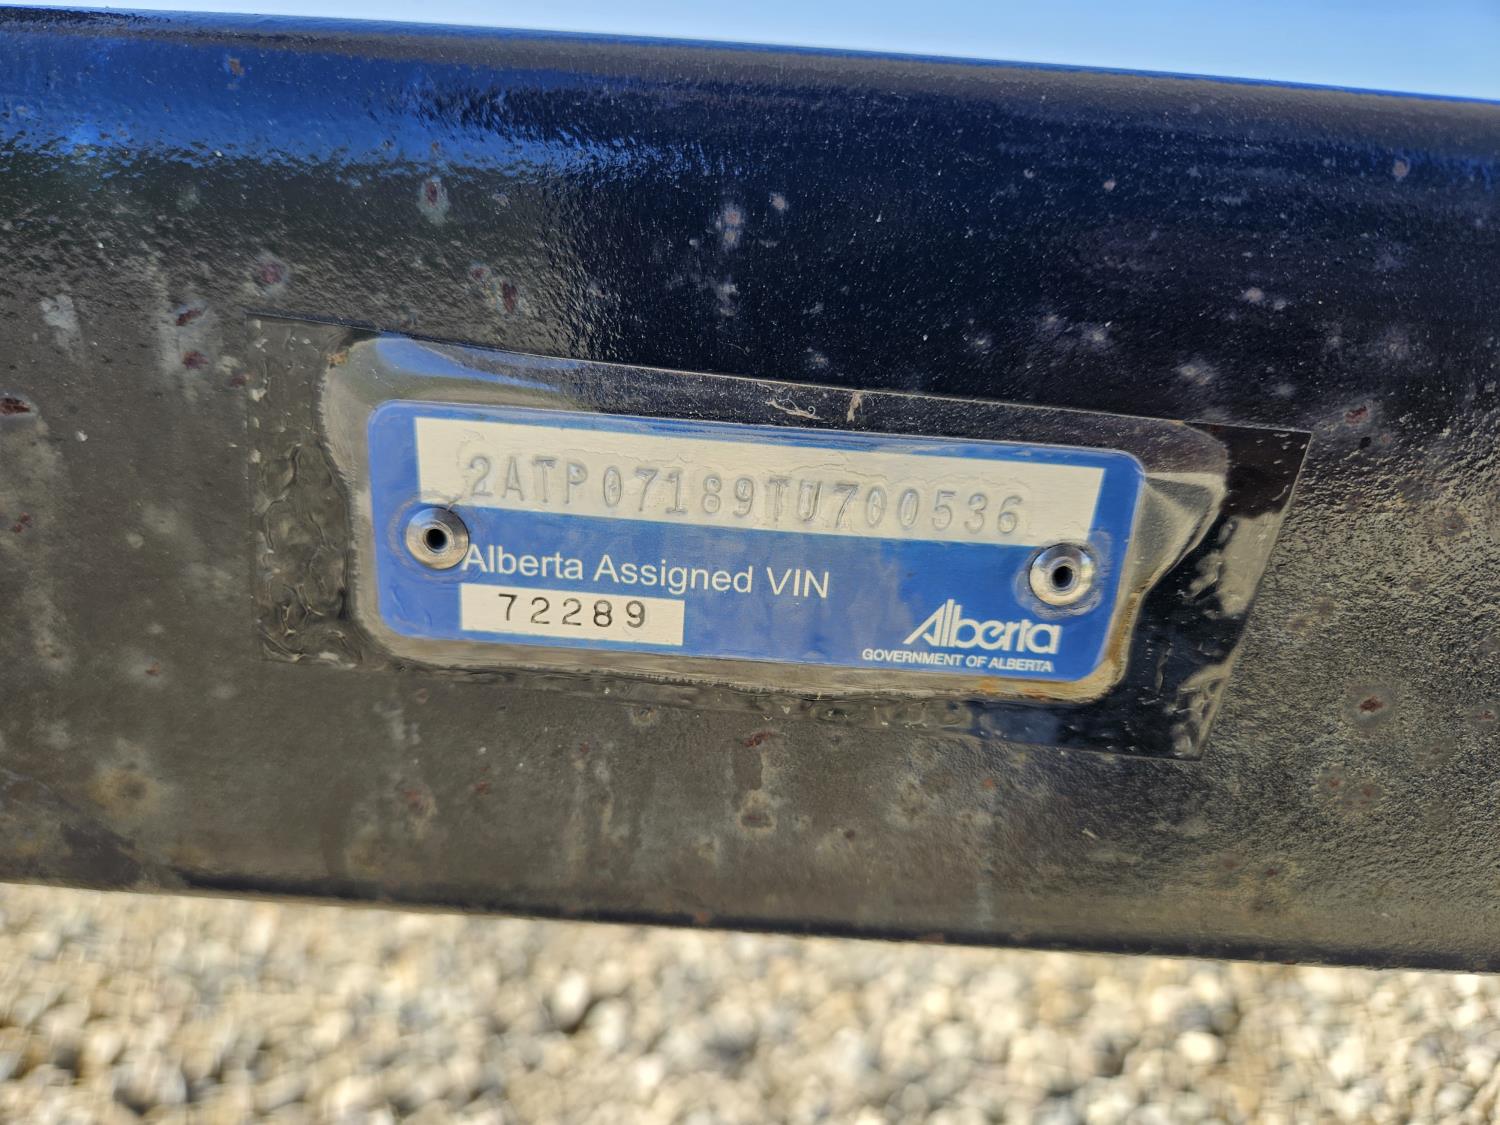 2ATP07189TU700536
Alberta Assigned VIN
72289
Alberta
GOVERNMENT OF ALBERTA